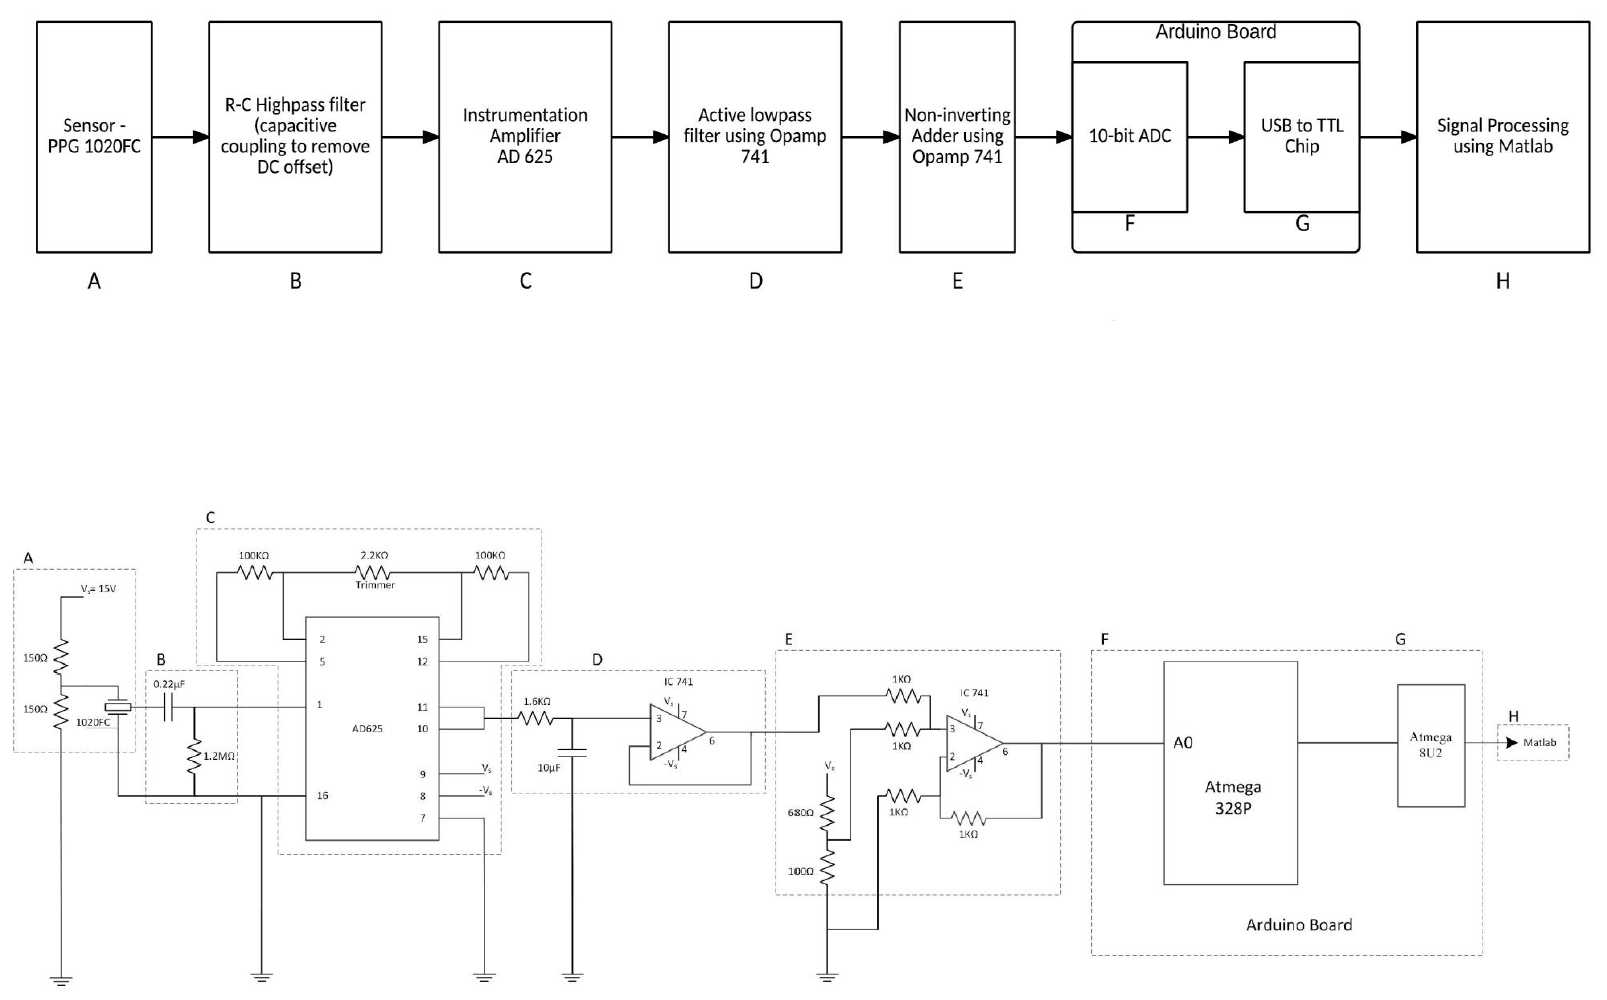 Sensor -
PPG 1020FC
A
R-C Highpass filter
(capacitive
coupling to remove
DC offset)
B
Instrumentation
Amplifier
AD 625
C
Active lowpass
filter using Opamp
741
D
Non-inverting
Adder using
Opamp 741
E
Arduino Board
10-bit ADC
F
USB to TTL
Chip
G
Signal Processing
using Matlab
H
A
Vs= 15V
150Ω
150Ω
1020FC
B
0.22µF
1.2MΩ
C
100KΩ
2.2KΩ
Trimmer
100KΩ
2
5
1
16
AD625
15
12
11
10
9
8
7
Vs
-Vs
D
1.6KΩ
10µF
IC 741
Vs
7
3
2
4
-Vs
6
E
1KΩ
1KΩ
IC 741
Vs
7
3
2
4
-Vs
6
Vs
680Ω
100Ω
1KΩ
1KΩ
F
A0
Atmega
328P
G
Atmega
8U2
Arduino Board
H
Matlab